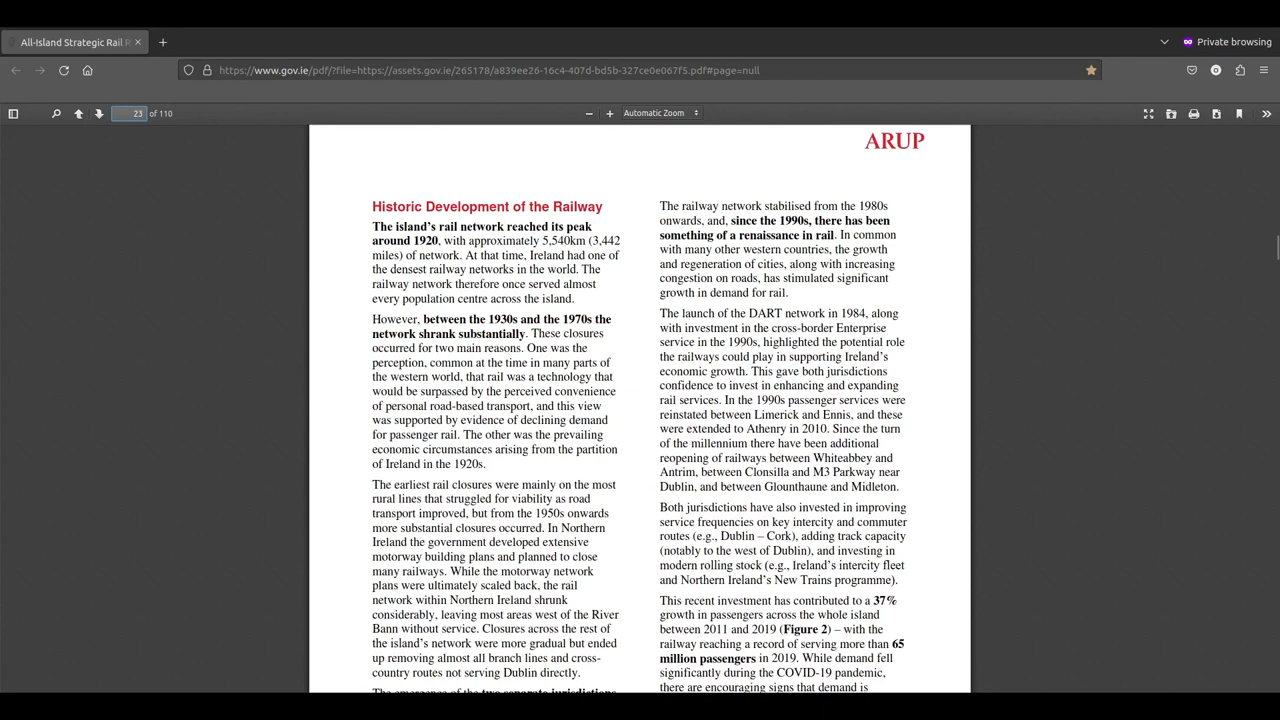 All-Island Strategic Rail R
Private browsing
https://www.gov.ie/pdf/?file=https://assets.gov.ie/265178/a839ee26-16c4-407d-bd5b-327ce0e067f5.pdf#page=null
23 of 110
Automatic Zoom
ARUP
Historic Development of the Railway
The island's rail network reached its peak
around 1920, with approximately 5,540km (3,442
miles) of network. At that time, Ireland had one of
the densest railway networks in the world. The
railway network therefore once served almost
every population centre across the island.
However, between the 1930s and the 1970s the
network shrank substantially. These closures
occurred for two main reasons. One was the
perception, common at the time in many parts of
the western world, that rail was a technology that
would be surpassed by the perceived convenience
of personal road-based transport, and this view
was supported by evidence of declining demand
for passenger rail. The other was the prevailing
economic circumstances arising from the partition
of Ireland in the 1920s.
The earliest rail closures were mainly on the most
rural lines that struggled for viability as road
transport improved, but from the 1950s onwards
more substantial closures occurred. In Northern
Ireland the government developed extensive
motorway building plans and planned to close
many railways. While the motorway network
plans were ultimately scaled back, the rail
network within Northern Ireland shrunk
considerably, leaving most areas west of the River
Bann without service. Closures across the rest of
the island's network were more gradual but ended
up removing almost all branch lines and cross-
country routes not serving Dublin directly.
The emergence of the two separate jurisdictions
The railway network stabilised from the 1980s
onwards, and, since the 1990s, there has been
something of a renaissance in rail. In common
with many other western countries, the growth
and regeneration of cities, along with increasing
congestion on roads, has stimulated significant
growth in demand for rail.
The launch of the DART network in 1984, along
with investment in the cross-border Enterprise
service in the 1990s, highlighted the potential role
the railways could play in supporting Ireland's
economic growth. This gave both jurisdictions
confidence to invest in enhancing and expanding
rail services. In the 1990s passenger services were
reinstated between Limerick and Ennis, and these
were extended to Athenry in 2010. Since the turn
of the millennium there have been additional
reopening of railways between Whiteabbey and
Antrim, between Clonsilla and M3 Parkway near
Dublin, and between Glounthaune and Midleton.
Both jurisdictions have also invested in improving
service frequencies on key intercity and commuter
routes (e.g., Dublin – Cork), adding track capacity
(notably to the west of Dublin), and investing in
modern rolling stock (e.g., Ireland's intercity fleet
and Northern Ireland's New Trains programme).
This recent investment has contributed to a 37%
growth in passengers across the whole island
between 2011 and 2019 (Figure 2) – with the
railway reaching a record of serving more than 65
million passengers in 2019. While demand fell
significantly during the COVID-19 pandemic,
there are encouraging signs that demand is